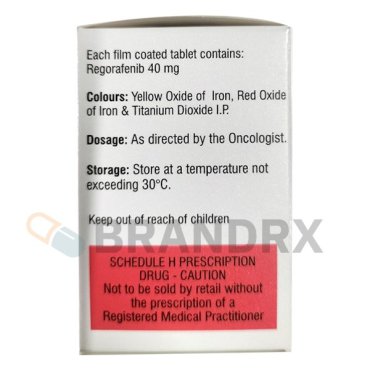 Each film coated tablet contains:
Regorafenib 40 mg
Colours: Yellow Oxide of Iron, Red Oxide
of Iron & Titanium Dioxide I.P.
Dosage: As directed by the Oncologist.
Storage: Store at a temperature not
exceeding 30°C.
Keep out of reach of children
BRANDRX
SCHEDULE H PRESCRIPTION
DRUG - CAUTION
Not to be sold by retail without
the prescription of a
Registered Medical Practitioner